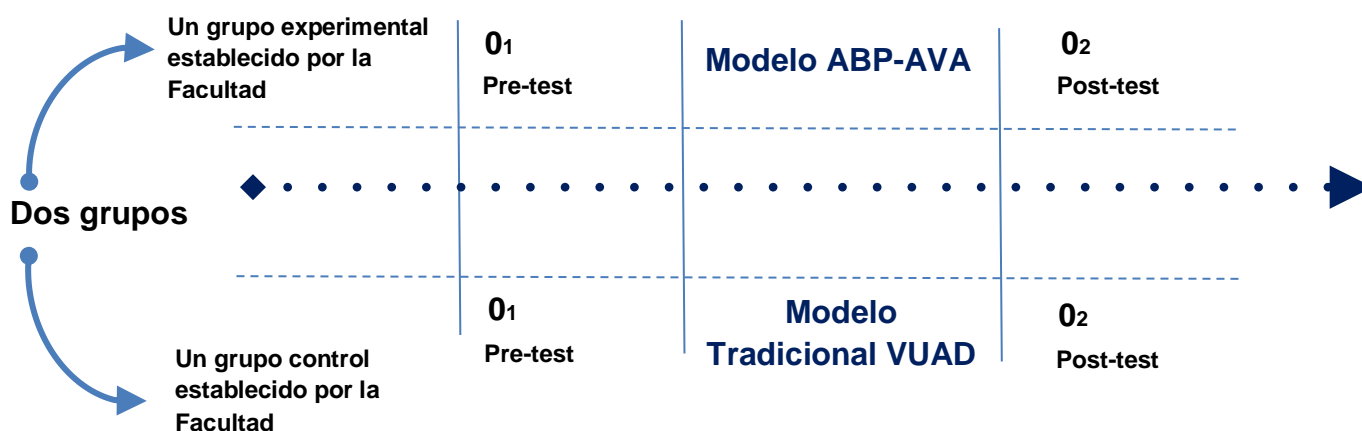 Un grupo experimental
establecido por la
Facultad
01
Pre-test
Modelo ABP-AVA
02
Post-test
Dos grupos
Un grupo control
establecido por la
Facultad
01
Pre-test
Modelo
Tradicional VUAD
02
Post-test